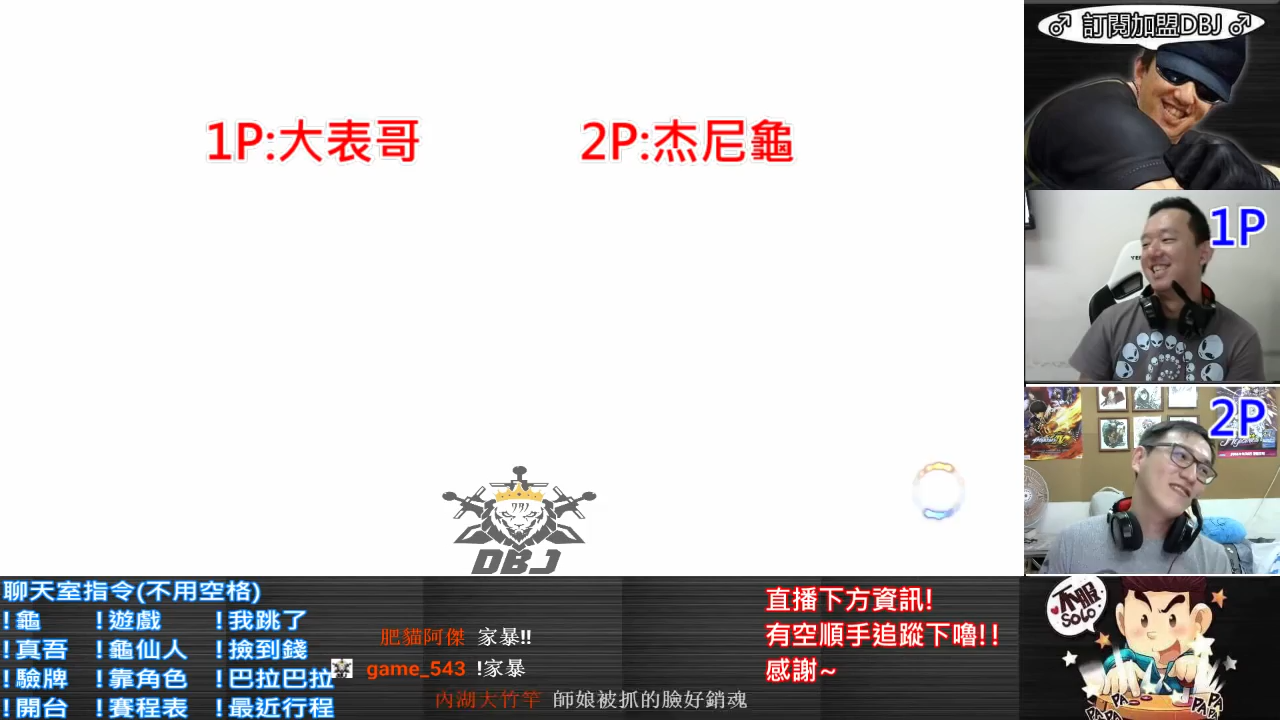 ♂ 訂閱加盟DBJ ♂
1P:大表哥
2P:杰尼龜
1P
2P
DBJ
聊天室指令(不用空格)
!龜 !遊戲 !我跳了
!真吾 !龜仙人 !撿到錢
!驗牌 !靠角色 !巴拉巴拉
!開台 !賽程表 !最近行程
肥貓阿傑 家暴!!
game_543 !家暴
內湖大竹竿 師娘被抓的臉好銷魂
直播下方資訊!
有空順手追蹤下嚕!!
感謝~
不服
SOLO